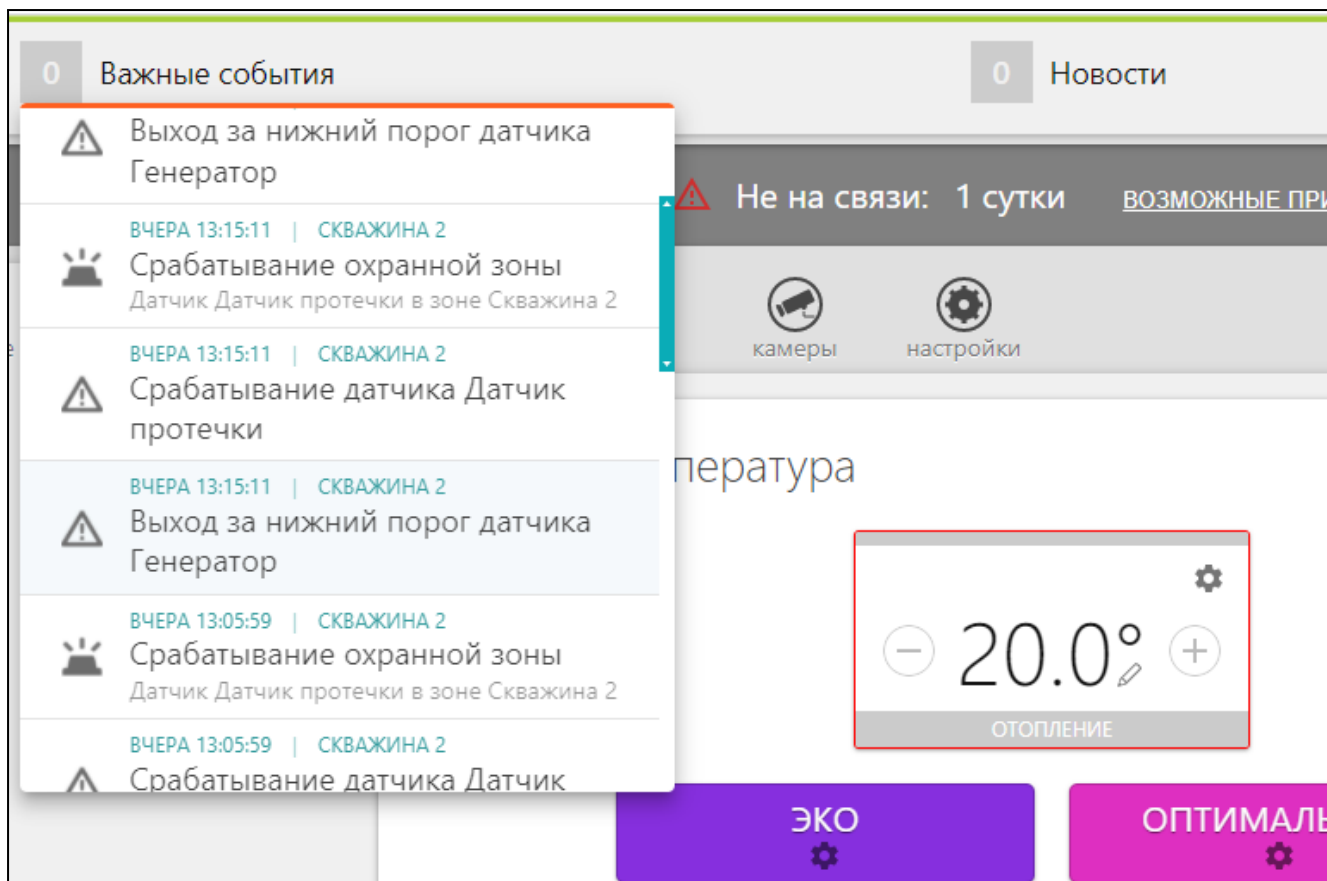 0 Важные события
0 Новости
Выход за нижний порог датчика
Генератор
ВЧЕРА 13:15:11 | СКВАЖИНА 2
Срабатывание охранной зоны
Датчик Датчик протечки в зоне Скважина 2
ВЧЕРА 13:15:11 | СКВАЖИНА 2
Срабатывание датчика Датчик
протечки
ВЧЕРА 13:15:11 | СКВАЖИНА 2
Выход за нижний порог датчика
Генератор
ВЧЕРА 13:05:59 | СКВАЖИНА 2
Срабатывание охранной зоны
Датчик Датчик протечки в зоне Скважина 2
ВЧЕРА 13:05:59 | СКВАЖИНА 2
Срабатывание датчика Датчик
Не на связи: 1 сутки
ВОЗМОЖНЫЕ ПРИ
камеры
настройки
пература
20.0°
ОТОПЛЕНИЕ
ЭКО
ОПТИМАЛЬ